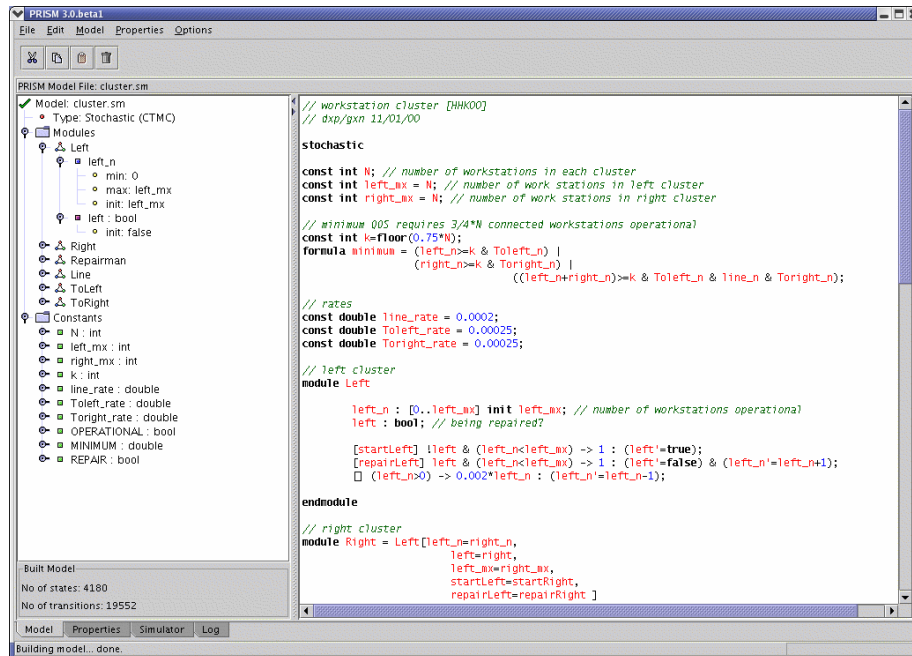 PRISM 3.0.beta1
File Edit Model Properties Options
PRISM Model File: cluster.sm
Model: cluster.sm
Type: Stochastic (CTMC)
Modules
Left
left_n
min: 0
max: left_mx
init: left_mx
left : bool
init: false
Right
Repairman
Line
ToLeft
ToRight
Constants
N : int
left_mx : int
right_mx : int
k : int
line_rate : double
Toleft_rate : double
Toright_rate : double
OPERATIONAL : bool
MINIMUM : double
REPAIR : bool
Built Model
No of states: 4180
No of transitions: 19552
// workstation cluster [HHK00]
// dxp/gxn 11/01/00
stochastic
const int N; // number of workstations in each cluster
const int left_mx = N; // number of work stations in left cluster
const int right_mx = N; // number of work stations in right cluster
// minimum QOS requires 3/4*N connected workstations operational
const int k=floor(0.75*N);
formula minimum = (left_n>=k & Toleft_n) |
(right_n>=k & Toright_n) |
((left_n+right_n)>=k & Toleft_n & line_n & Toright_n);
// rates
const double line_rate = 0.0002;
const double Toleft_rate = 0.00025;
const double Toright_rate = 0.00025;
// left cluster
module Left
left_n : [0..left_mx] init left_mx; // number of workstations operational
left : bool; // being repaired?
[startLeft] !left & (left_n<left_mx) -> 1 : (left'=true);
[repairLeft] left & (left_n<left_mx) -> 1 : (left'=false) & (left_n'=left_n+1);
[] (left_n>0) -> 0.002*left_n : (left_n'=left_n-1);
endmodule
// right cluster
module Right = Left[left_n=right_n,
left=right,
left_mx=right_mx,
startLeft=startRight,
repairLeft=repairRight ]
Model Properties Simulator Log
Building model... done.